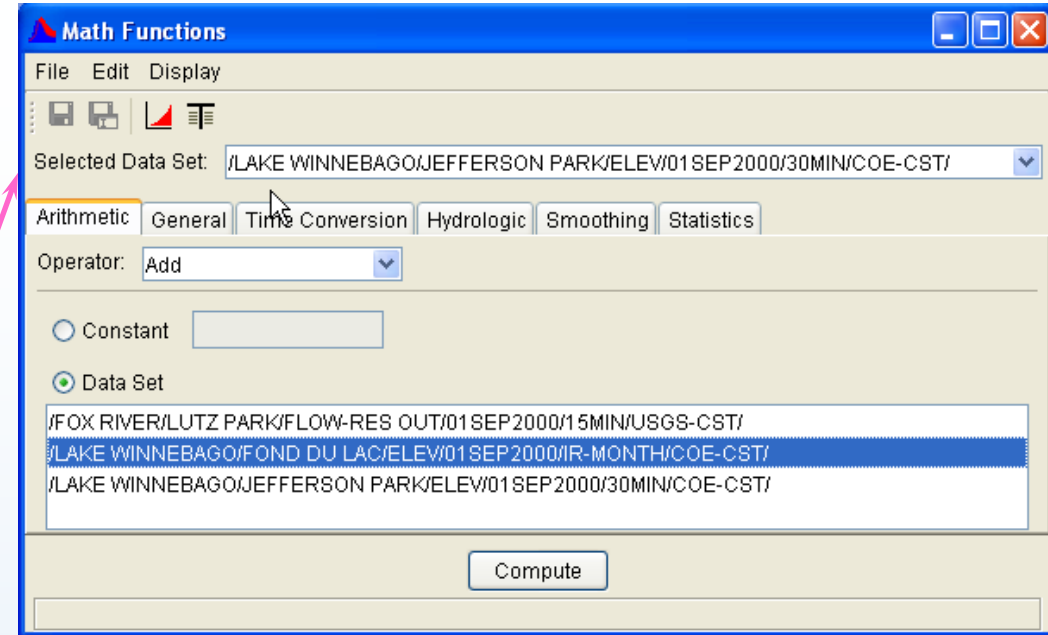 Math Functions
File Edit Display
Selected Data Set: /LAKE WINNEBAGO/JEFFERSON PARK/ELEV/01SEP2000/30MIN/COE-CST/
Arithmetic General Time Conversion Hydrologic Smoothing Statistics
Operator: Add
Constant
Data Set
/FOX RIVER/LUTZ PARK/FLOW-RES OUT/01SEP2000/15MIN/USGS-CST/
/LAKE WINNEBAGO/FOND DU LAC/ELEV/01SEP2000/IR-MONTH/COE-CST/
/LAKE WINNEBAGO/JEFFERSON PARK/ELEV/01SEP2000/30MIN/COE-CST/
Compute